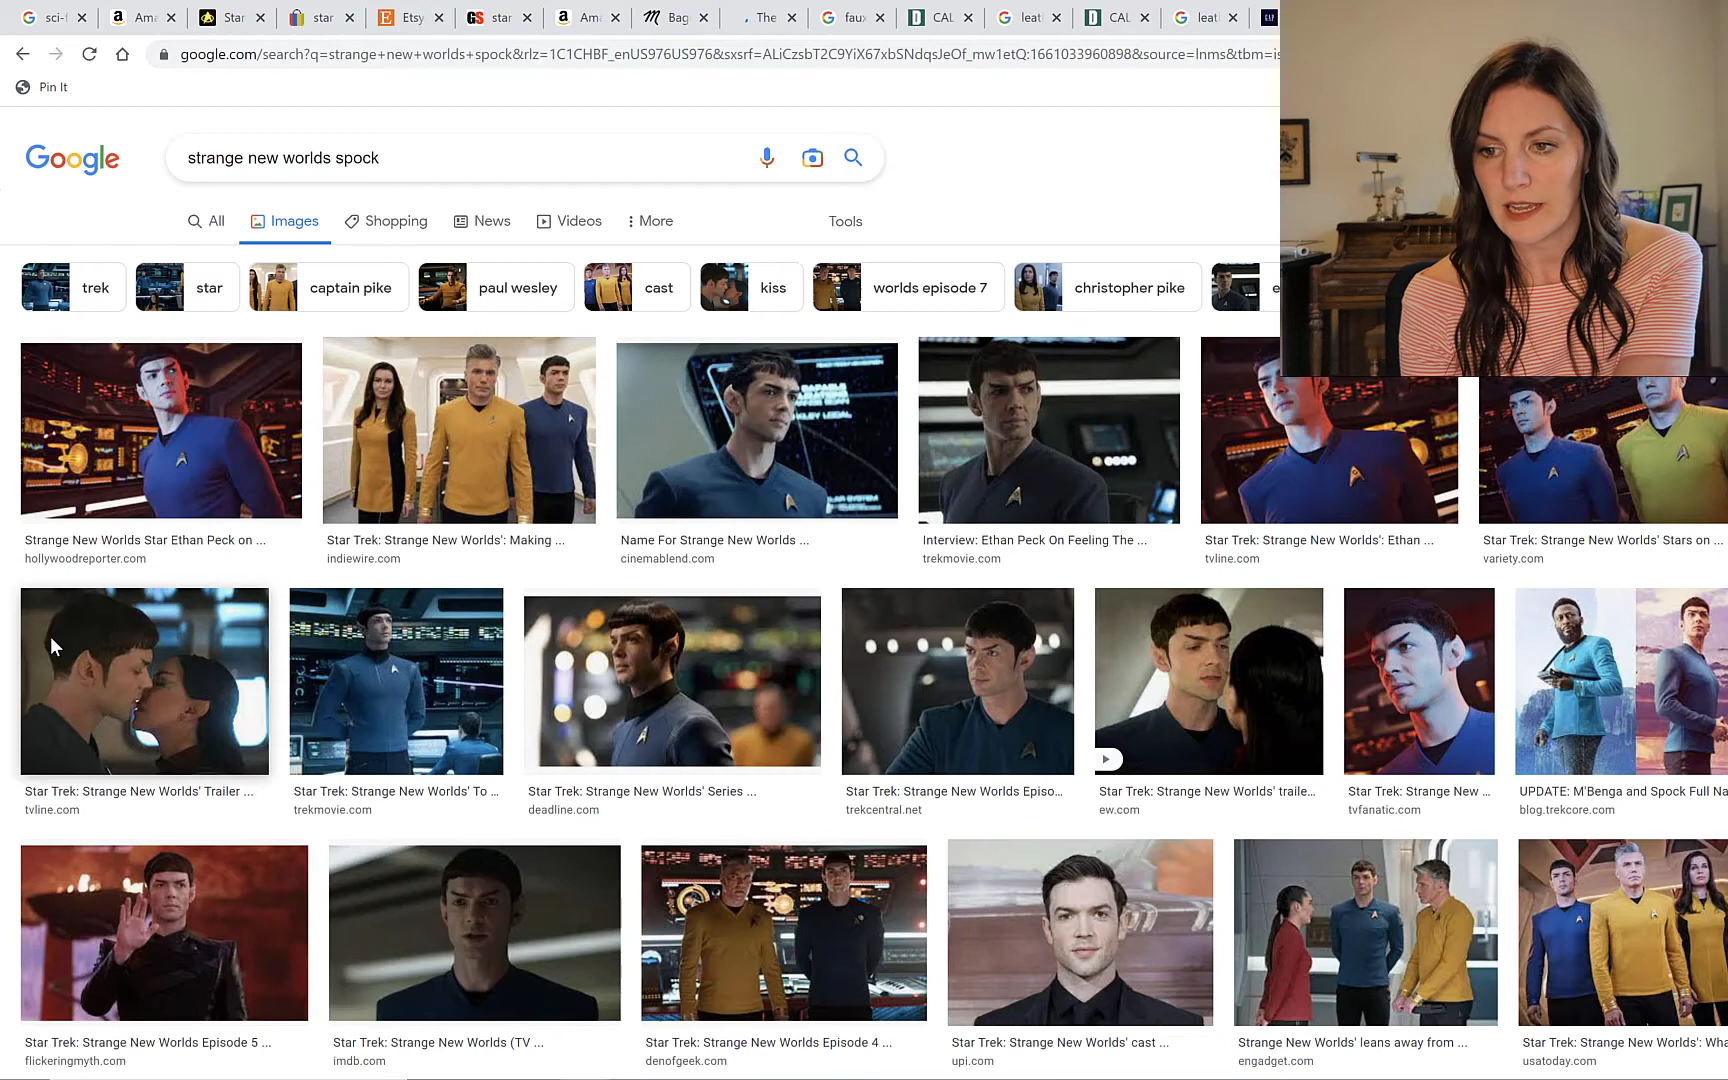 sci-f
Ama
Star
star
Etsy
star
Am
Bag
The
faux
CAL
leat
CAL
leat
GAP
google.com/search?q=strange+new+worlds+spock&rlz=1C1CHBF_enUS976US976&sxsrf=ALiCzsbT2C9YiX67xbSNdqsJeOf_mw1etQ:1661033960898&source=lnms&tbm=is
Pin It
Google
strange new worlds spock
All
Images
Shopping
News
Videos
More
Tools
trek
star
captain pike
paul wesley
cast
kiss
worlds episode 7
christopher pike
e
Strange New Worlds Star Ethan Peck on ...
hollywoodreporter.com
Star Trek: Strange New Worlds': Making ...
indiewire.com
Name For Strange New Worlds ...
cinemablend.com
Interview: Ethan Peck On Feeling The ...
trekmovie.com
Star Trek: Strange New Worlds': Ethan ...
tvline.com
Star Trek: Strange New Worlds' Stars on ...
variety.com
Star Trek: Strange New Worlds' Trailer ...
tvline.com
Star Trek: Strange New Worlds' To ...
trekmovie.com
Star Trek: Strange New Worlds' Series ...
deadline.com
Star Trek: Strange New Worlds Episo...
trekcentral.net
Star Trek: Strange New Worlds' traile...
ew.com
Star Trek: Strange New ...
tvfanatic.com
UPDATE: M'Benga and Spock Full Na
blog.trekcore.com
Star Trek: Strange New Worlds Episode 5 ...
flickeringmyth.com
Star Trek: Strange New Worlds (TV ...
imdb.com
Star Trek: Strange New Worlds Episode 4 ...
denofgeek.com
Star Trek: Strange New Worlds' cast ...
upi.com
Strange New Worlds' leans away from ...
engadget.com
Star Trek: Strange New Worlds': Wha
usatoday.com